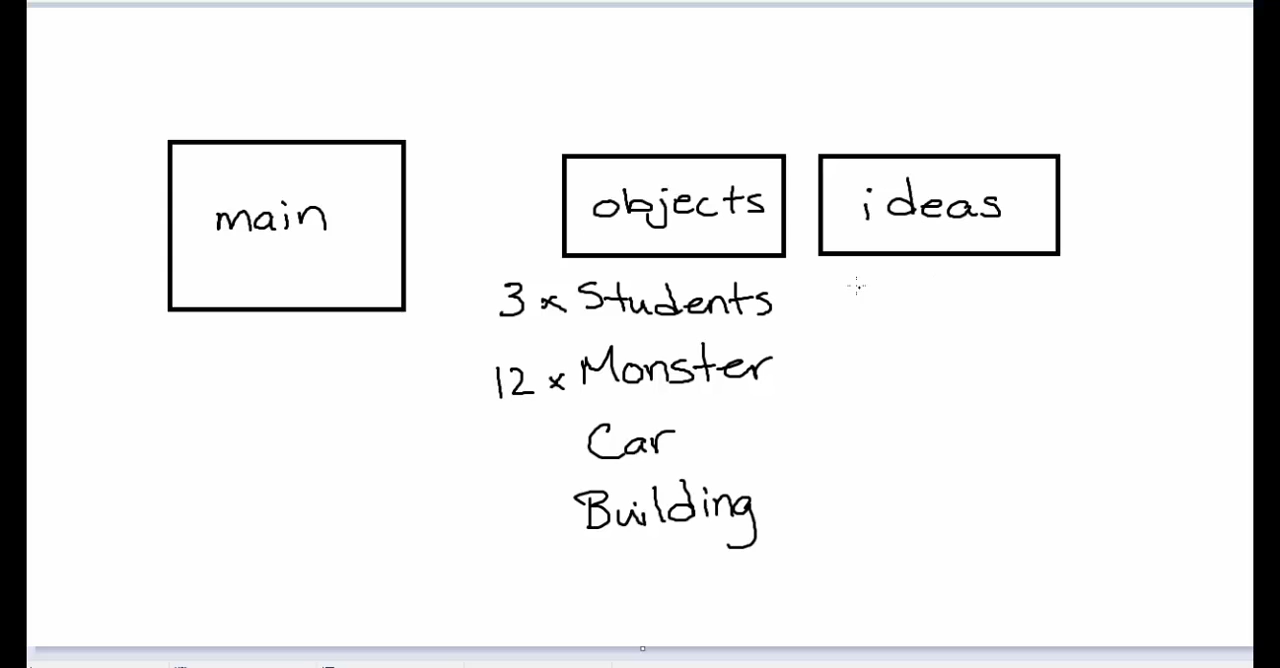 main
objects
ideas
3 x Students
12 x Monster
Car
Building